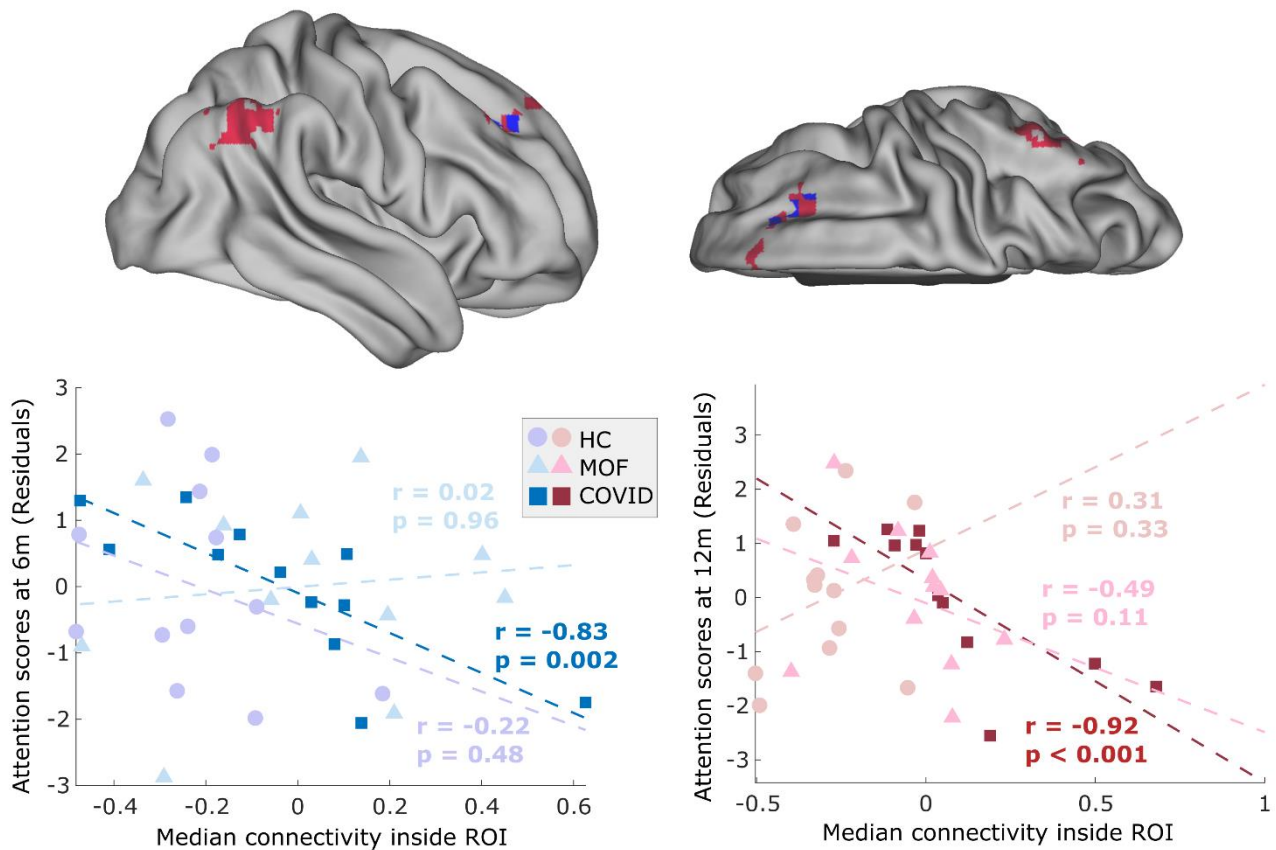 Attention scores at 6m (Residuals)
3
2
1
0
-1
-2
-3
-0.4
-0.2
0
0.2
0.4
0.6
Median connectivity inside ROI
HC
MOF
COVID
r = 0.02
p = 0.96
r = -0.83
p = 0.002
r = -0.22
p = 0.48
Attention scores at 12m (Residuals)
3
2
1
0
-1
-2
-3
-0.5
0
0.5
1
Median connectivity inside ROI
r = 0.31
p = 0.33
r = -0.49
p = 0.11
r = -0.92
p < 0.001